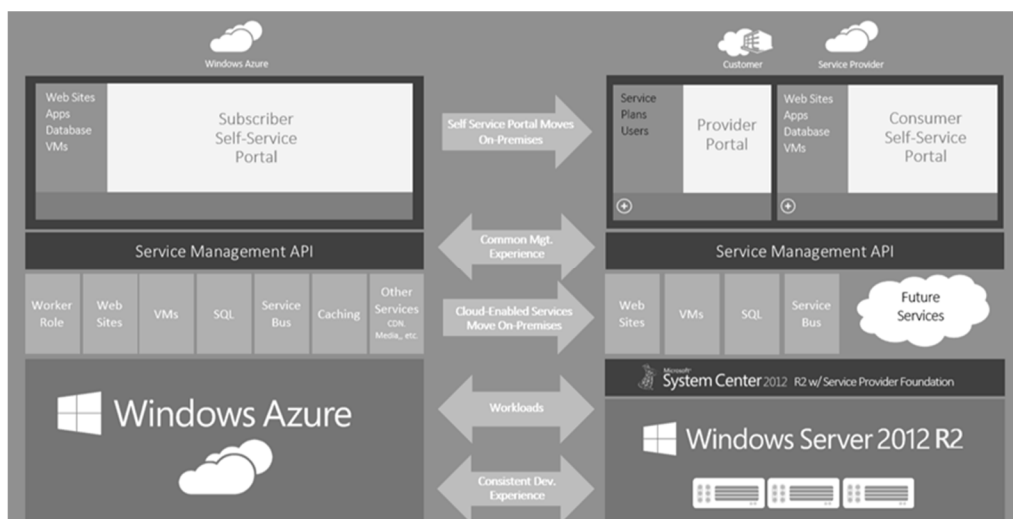 Windows Azure
Web Sites
Apps
Database
VMs
Subscriber
Self-Service
Portal
Service Management API
Worker
Role
Web
Sites
VMs
SQL
Service
Bus
Caching
Other
Services
CDN,
Media,, etc.
Windows Azure
Self Service Portal Moves
On-Premises
Common Mgt.
Experience
Cloud-Enabled Services
Move On-Premises
Workloads
Consistent Dev.
Experience
Customer
Service Provider
Service
Plans
Users
Provider
Portal
Web Sites
Apps
Database
VMs
Consumer
Self-Service
Portal
Service Management API
Web
Sites
VMs
SQL
Service
Bus
Future
Services
Microsoft
System Center 2012 R2 w/ Service Provider Foundation
Windows Server 2012 R2